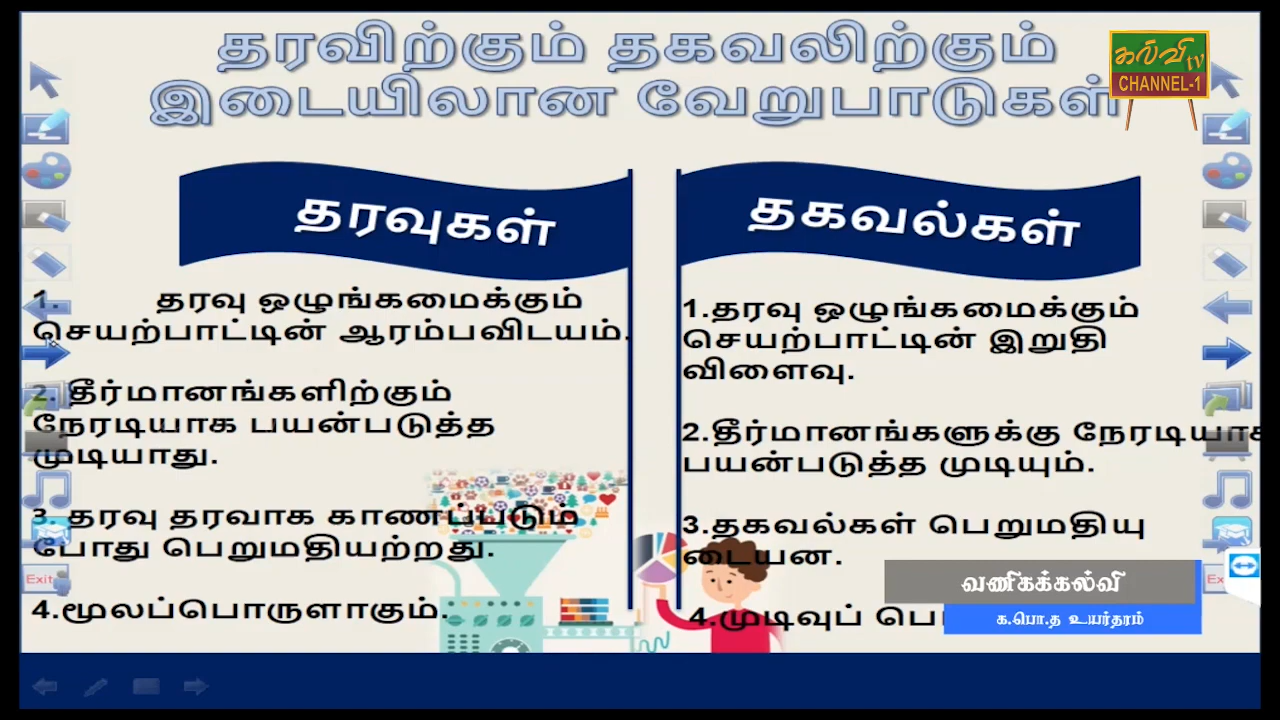 தரவிற்கும் தகவலிற்கும்
இடையிலான வேறுபாடுகள்
கல்வி tv
CHANNEL-1
தரவுகள்
1. தரவு ஒழுங்கமைக்கும்
செயற்பாட்டின் ஆரம்பவிடயம்.
2. தீர்மானங்களிற்கும்
நேரடியாக பயன்படுத்த
முடியாது.
3. தரவு தரவாக காணப்படும்
போது பெறுமதியற்றது.
4.மூலப்பொருளாகும்.
தகவல்கள்
1.தரவு ஒழுங்கமைக்கும்
செயற்பாட்டின் இறுதி
விளைவு.
2.தீர்மானங்களுக்கு நேரடியாக
பயன்படுத்த முடியும்.
3.தகவல்கள் பெறுமதியு
டையன.
4.முடிவுப்
வணிகக்கல்வி
க.பொ.த உயர்தரம்
Exit
Ex